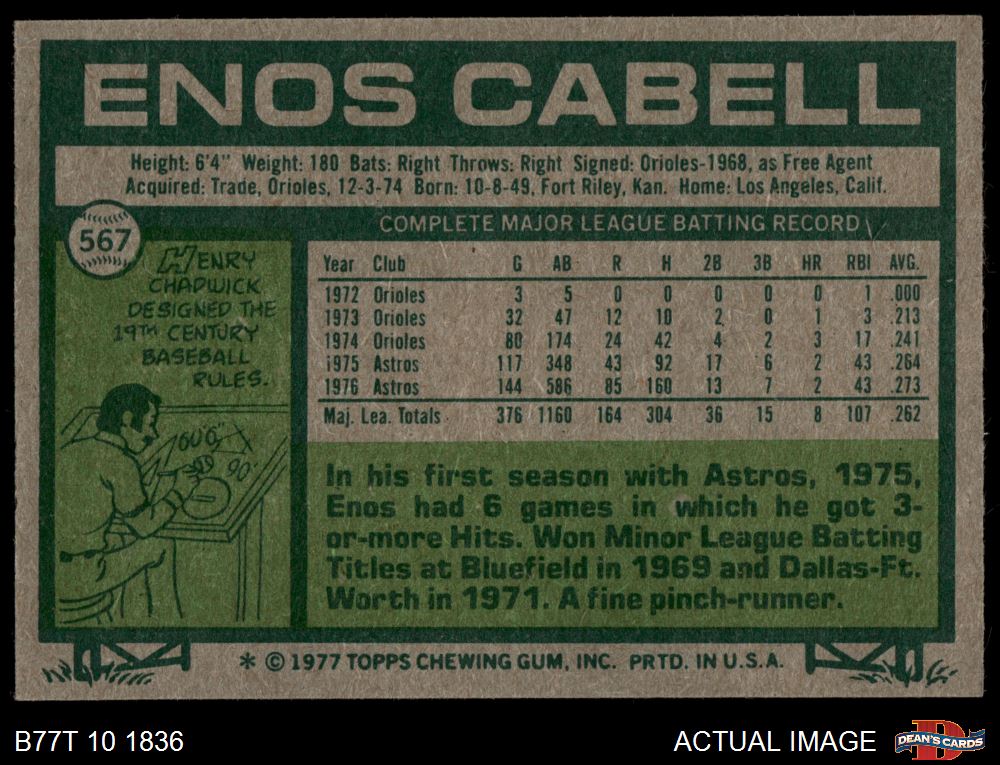 ENOS CABELL
Height: 6'4" Weight: 180 Bats: Right Throws: Right Signed: Orioles-1968, as Free Agent
Acquired: Trade, Orioles, 12-3-74 Born: 10-8-49, Fort Riley, Kan. Home: Los Angeles, Calif.
567
HENRY
CHADWICK
DESIGNED THE
19TH CENTURY
BASEBALL
RULES.
60'6"
90'
COMPLETE MAJOR LEAGUE BATTING RECORD
Year Club G AB R H 2B 3B HR RBI AVG.
1972 Orioles 3 5 0 0 0 0 0 1 .000
1973 Orioles 32 47 12 10 2 0 1 3 .213
1974 Orioles 80 174 24 42 4 2 3 17 .241
1975 Astros 117 348 43 92 17 6 2 43 .264
1976 Astros 144 586 85 160 13 7 2 43 .273
Maj. Lea. Totals 376 1160 164 304 36 15 8 107 .262
In his first season with Astros, 1975,
Enos had 6 games in which he got 3-
or-more Hits. Won Minor League Batting
Titles at Bluefield in 1969 and Dallas-Ft.
Worth in 1971. A fine pinch-runner.
* © 1977 TOPPS CHEWING GUM, INC. PRTD. IN U.S.A.
B77T 10 1836
ACTUAL IMAGE
DEAN'S CARDS